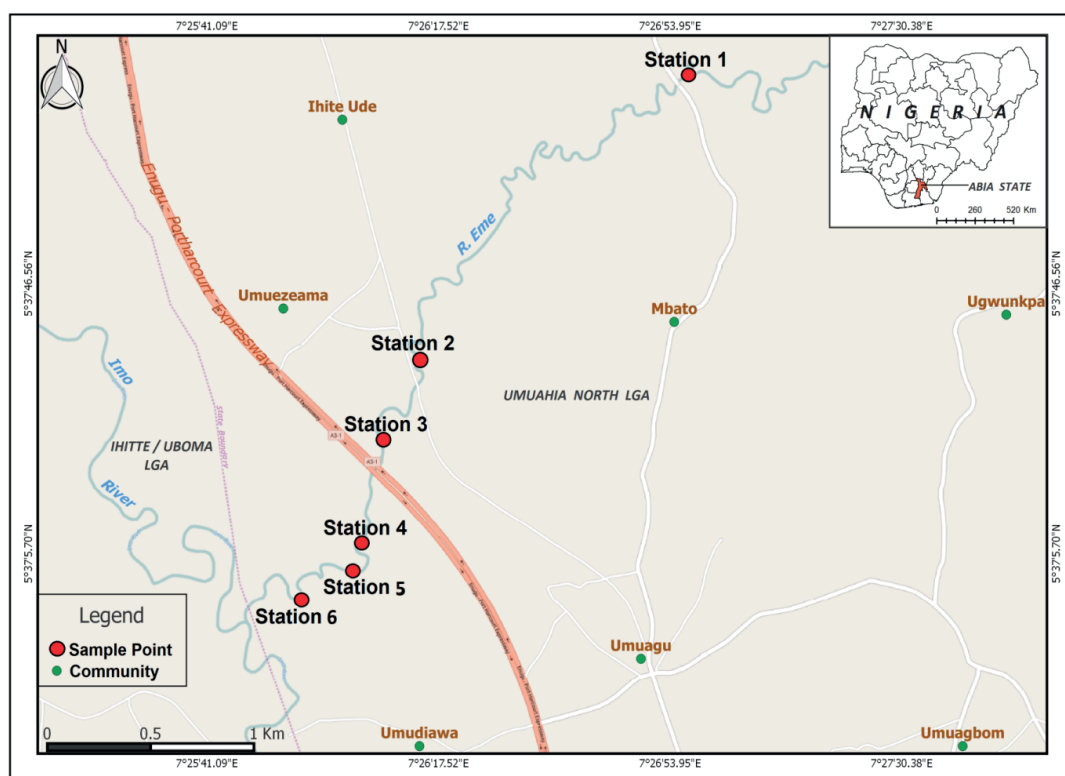 7°25'41.09"E 7°26'17.52"E 7°26'53.95"E 7°27'30.38"E
N
Station 1
Ihite Ude
NIGERIA
ABIA STATE
0 260 520 Km
Enugu - Portharcourt Expressway
R. Eme
5°37'46.56"N
5°37'46.56"N
Umuezeama
Mbato
Ugwunkpa
Station 2
Imo
UMUAHIA NORTH LGA
State Boundary
Station 3
A3-1
IHITTE / UBOMA
LGA
A3-1
River
Station 4
5°37'5.70"N
5°37'5.70"N
Station 5
Station 6
Legend
Sample Point
Community
Umuagu
0 0.5 1 Km
Umudiawa
Umuagbom
7°25'41.09"E 7°26'17.52"E 7°26'53.95"E 7°27'30.38"E